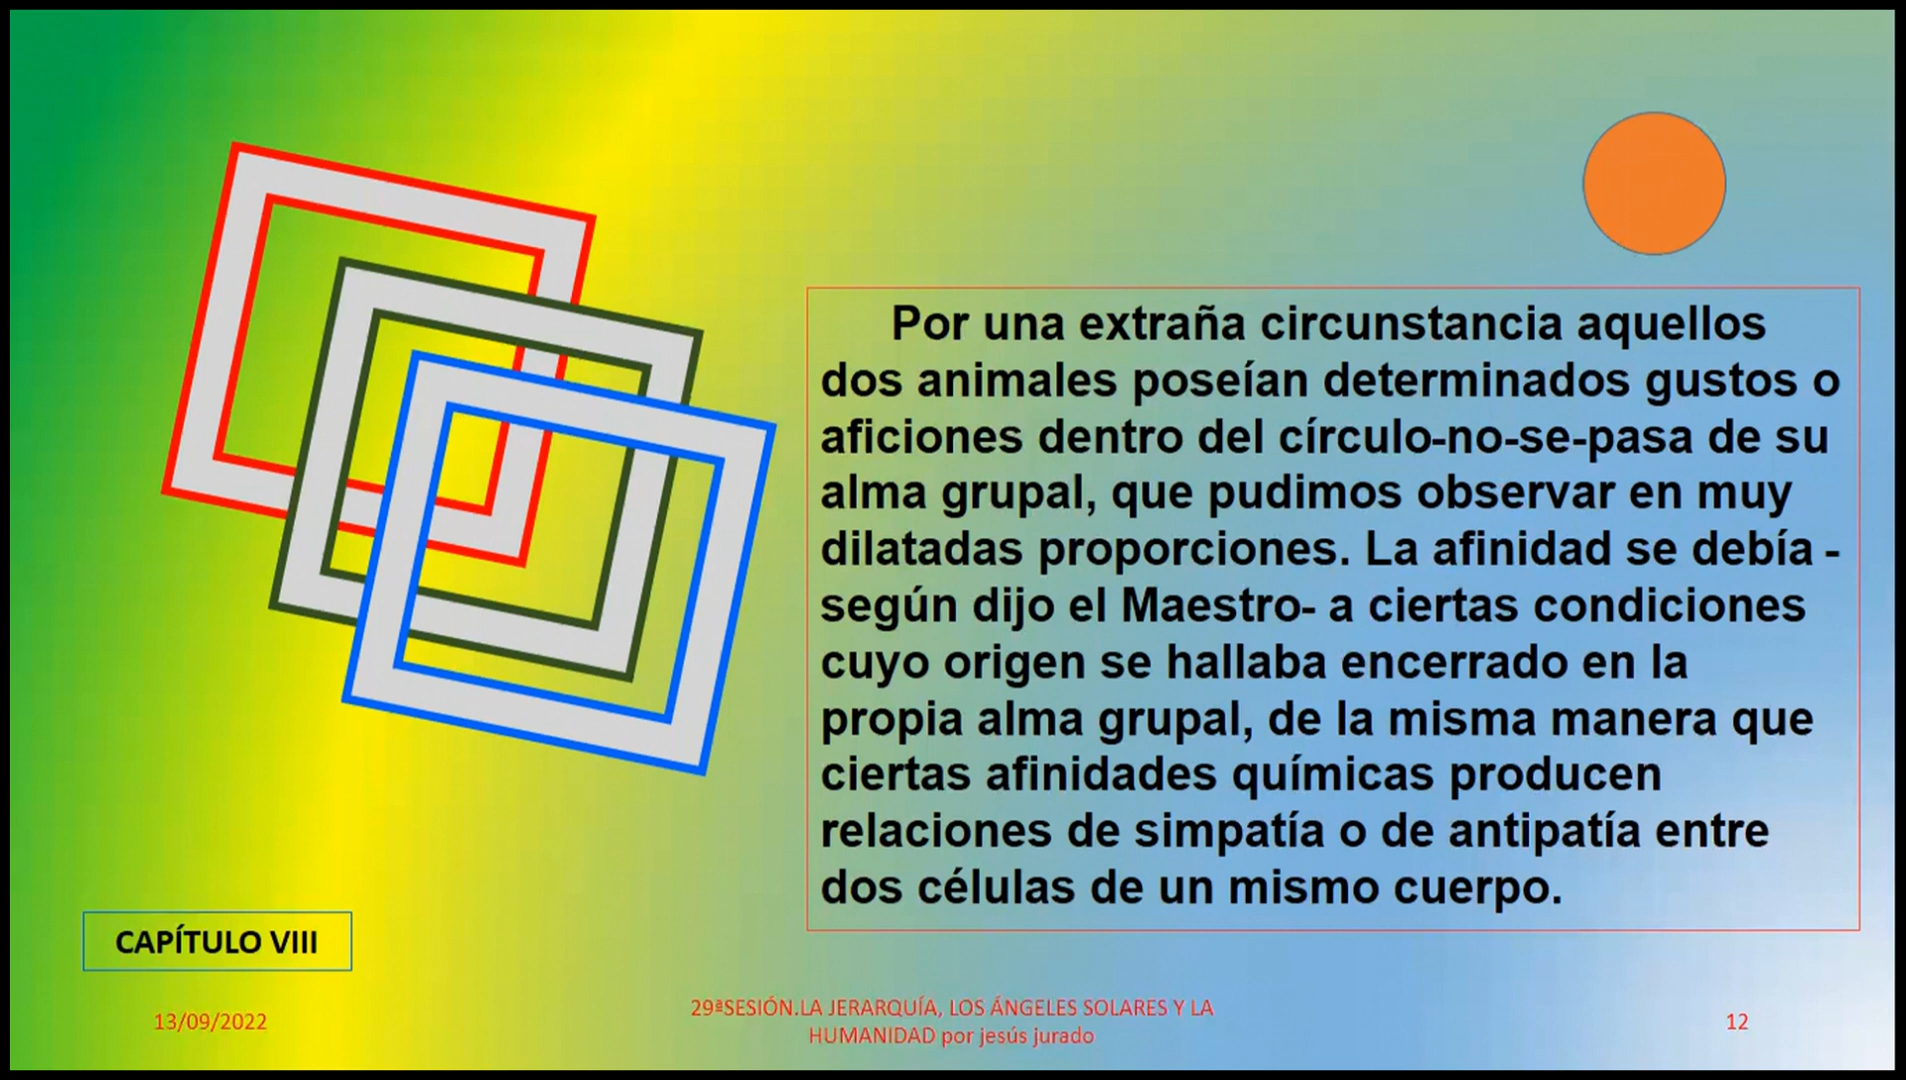 Por una extraña circunstancia aquellos
dos animales poseían determinados gustos o
aficiones dentro del círculo-no-se-pasa de su
alma grupal, que pudimos observar en muy
dilatadas proporciones. La afinidad se debía -
según dijo el Maestro- a ciertas condiciones
cuyo origen se hallaba encerrado en la
propia alma grupal, de la misma manera que
ciertas afinidades químicas producen
relaciones de simpatía o de antipatía entre
dos células de un mismo cuerpo.
CAPÍTULO VIII
13/09/2022
29ªSESIÓN.LA JERARQUÍA, LOS ÁNGELES SOLARES Y LA
HUMANIDAD por jesús jurado
12